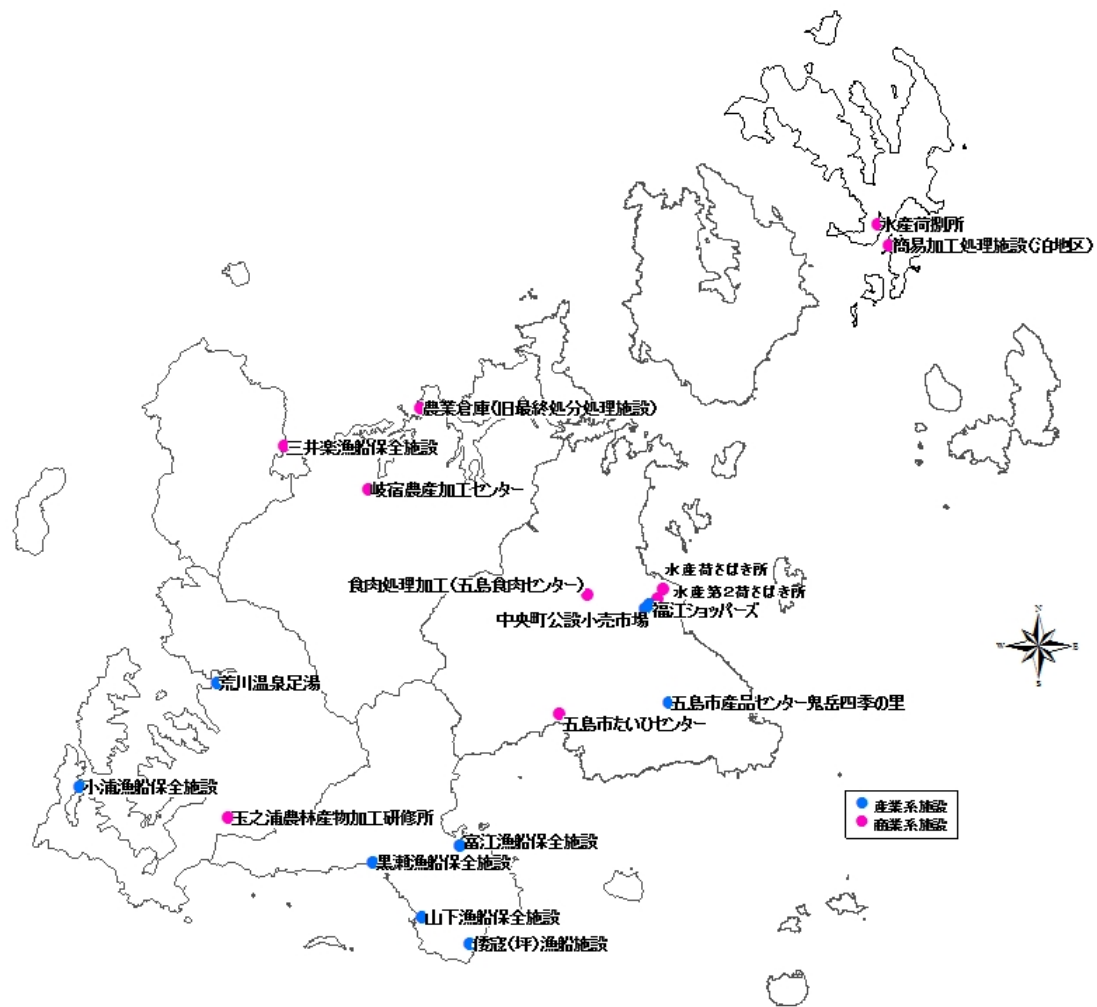 水産荷捌所
簡易加工処理施設(泊地区)
農業倉庫(旧最終処分処理施設)
三井楽漁船保全施設
岐宿農産加工センター
水産荷さばき所
食肉処理加工(五島食肉センター)
水産第2荷さばき所
福江ショッパーズ
中央町公設小売市場
N
W
E
S
荒川温泉足湯
五島市産品センター鬼岳四季の里
五島市たいひセンター
小浦漁船保全施設
産業系施設
商業系施設
玉之浦農林産物加工研修所
富江漁船保全施設
黒瀬漁船保全施設
山下漁船保全施設
倭寇(坪)漁船施設